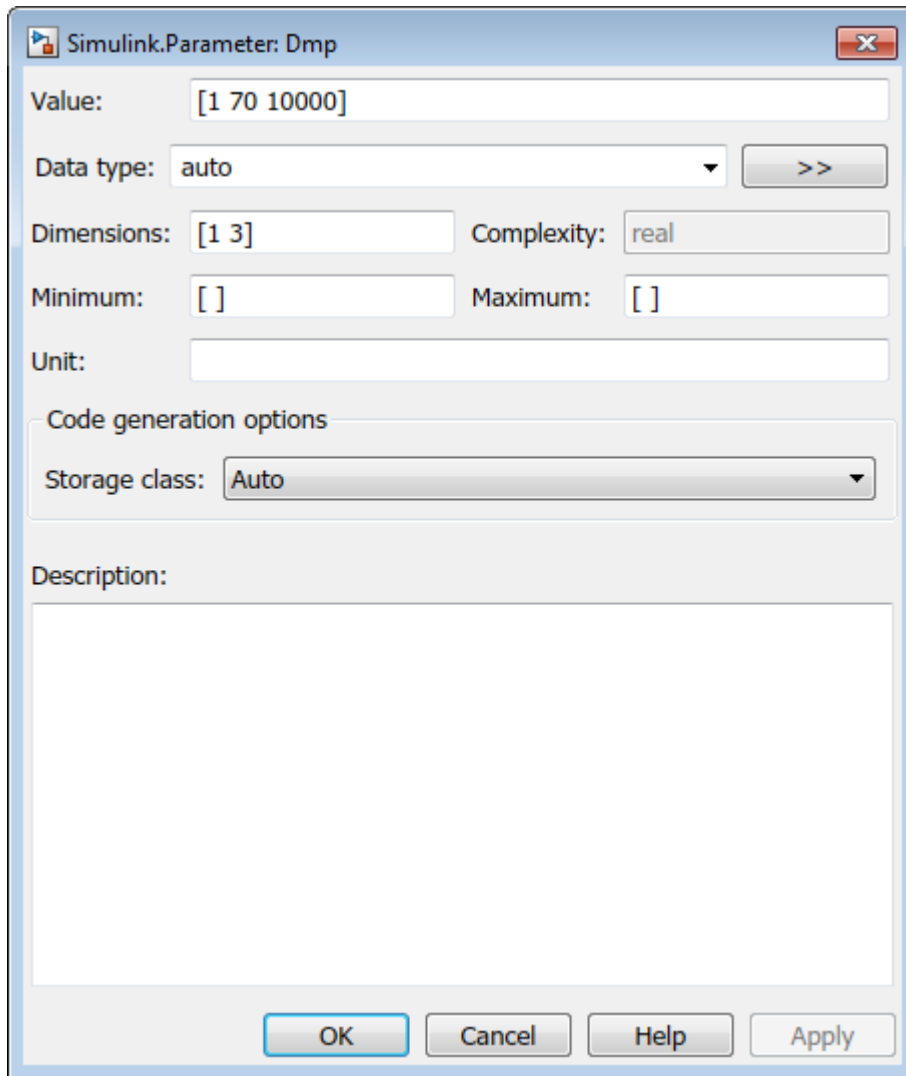 Simulink.Parameter: Dmp
Value: [1 70 10000]
Data type: auto >>
Dimensions: [1 3] Complexity: real
Minimum: [ ] Maximum: [ ]
Unit:
Code generation options
Storage class: Auto
Description:
OK Cancel Help Apply